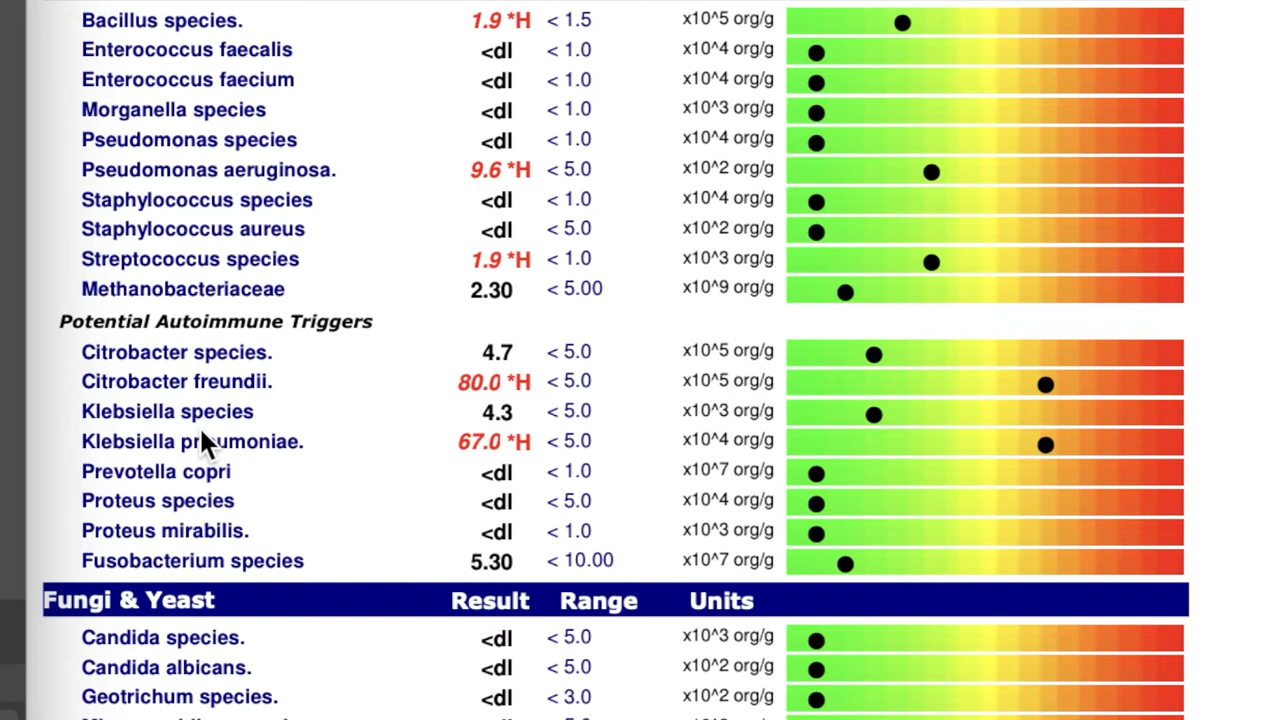 Bacillus species. 1.9 *H < 1.5 x10^5 org/g
Enterococcus faecalis <dl < 1.0 x10^4 org/g
Enterococcus faecium <dl < 1.0 x10^4 org/g
Morganella species <dl < 1.0 x10^3 org/g
Pseudomonas species <dl < 1.0 x10^4 org/g
Pseudomonas aeruginosa. 9.6 *H < 5.0 x10^2 org/g
Staphylococcus species <dl < 1.0 x10^4 org/g
Staphylococcus aureus <dl < 5.0 x10^2 org/g
Streptococcus species 1.9 *H < 1.0 x10^3 org/g
Methanobacteriaceae 2.30 < 5.00 x10^9 org/g
Potential Autoimmune Triggers
Citrobacter species. 4.7 < 5.0 x10^5 org/g
Citrobacter freundii. 80.0 *H < 5.0 x10^5 org/g
Klebsiella species 4.3 < 5.0 x10^3 org/g
Klebsiella pneumoniae. 67.0 *H < 5.0 x10^4 org/g
Prevotella copri <dl < 1.0 x10^7 org/g
Proteus species <dl < 5.0 x10^4 org/g
Proteus mirabilis. <dl < 1.0 x10^3 org/g
Fusobacterium species 5.30 < 10.00 x10^7 org/g
Fungi & Yeast Result Range Units
Candida species. <dl < 5.0 x10^3 org/g
Candida albicans. <dl < 5.0 x10^2 org/g
Geotrichum species. <dl < 3.0 x10^2 org/g